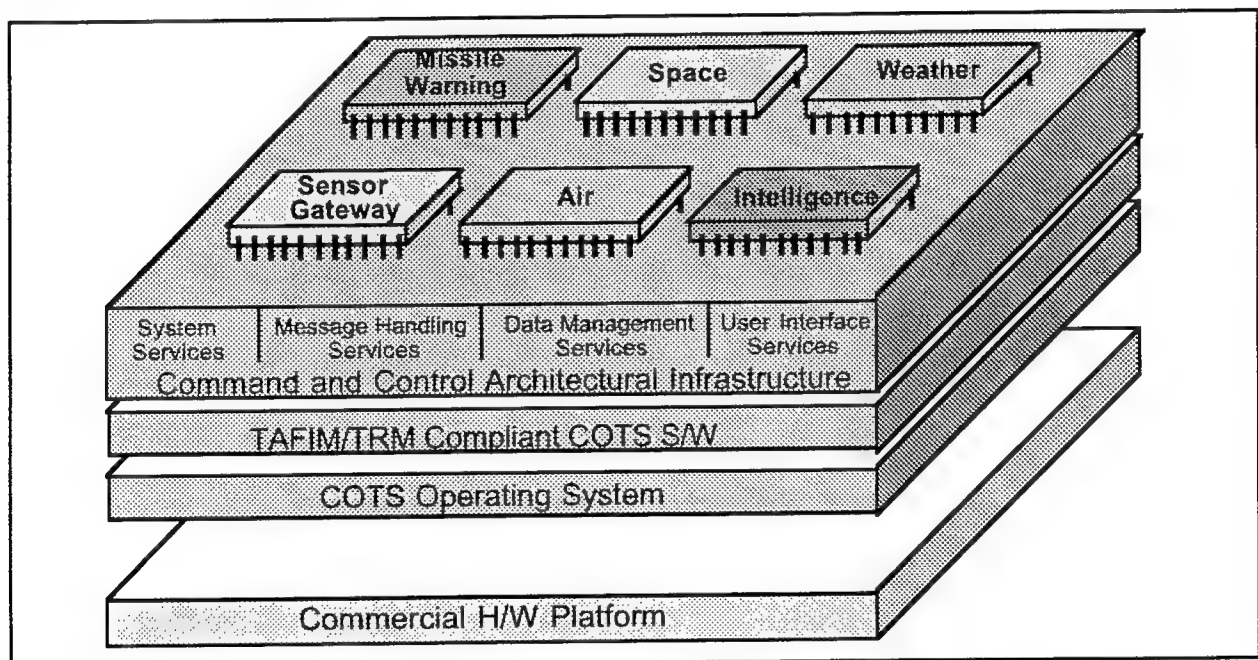 Missile
Warning
Space
Weather
Sensor
Gateway
Air
Intelligence
System
Services
Message Handling
Services
Data Management
Services
User Interface
Services
Command and Control Architectural Infrastructure
TAFIM/TRM Compliant COTS S/W
COTS Operating System
Commercial H/W Platform